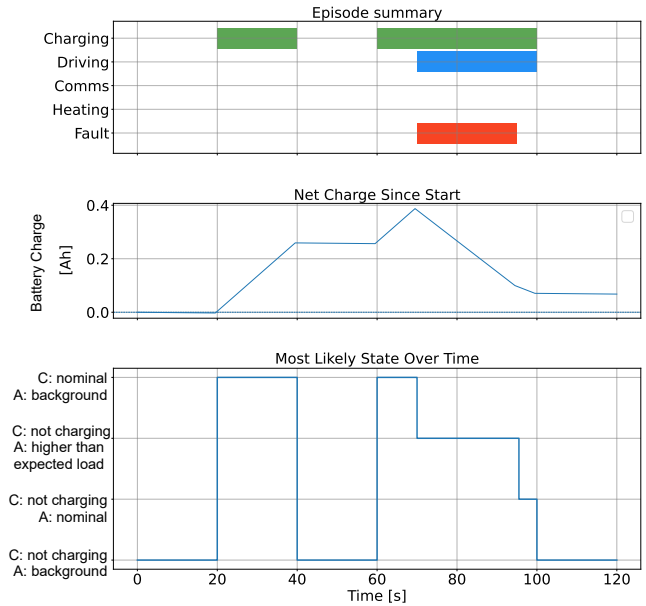 Episode summary
Charging
Driving
Comms
Heating
Fault
Net Charge Since Start
Battery Charge
[Ah]
0.4
0.2
0.0
Most Likely State Over Time
C: nominal
A: background
C: not charging
A: higher than
expected load
C: not charging
A: nominal
C: not charging
A: background
0 20 40 60 80 100 120
Time [s]